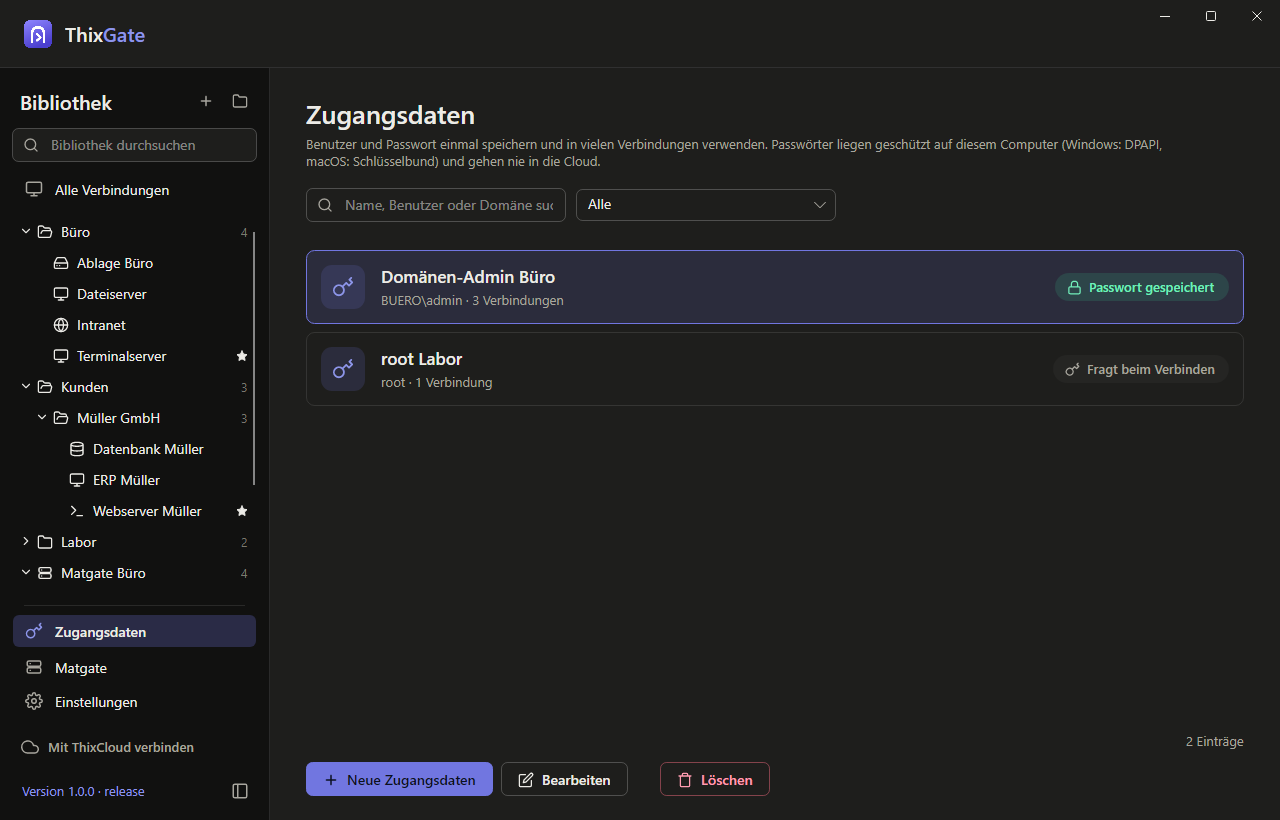 ThixGate
Bibliothek
Bibliothek durchsuchen
Alle Verbindungen
Büro 4
Ablage Büro
Dateiserver
Intranet
Terminalserver
Kunden 3
Müller GmbH 3
Datenbank Müller
ERP Müller
Webserver Müller
Labor 2
Matgate Büro 4
Zugangsdaten
Matgate
Einstellungen
Mit ThixCloud verbinden
Version 1.0.0 · release
Zugangsdaten
Benutzer und Passwort einmal speichern und in vielen Verbindungen verwenden. Passwörter liegen geschützt auf diesem Computer (Windows: DPAPI,
macOS: Schlüsselbund) und gehen nie in die Cloud.
Name, Benutzer oder Domäne suc
Alle
Domänen-Admin Büro
BUERO\admin · 3 Verbindungen
Passwort gespeichert
root Labor
root · 1 Verbindung
Fragt beim Verbinden
2 Einträge
Neue Zugangsdaten
Bearbeiten
Löschen